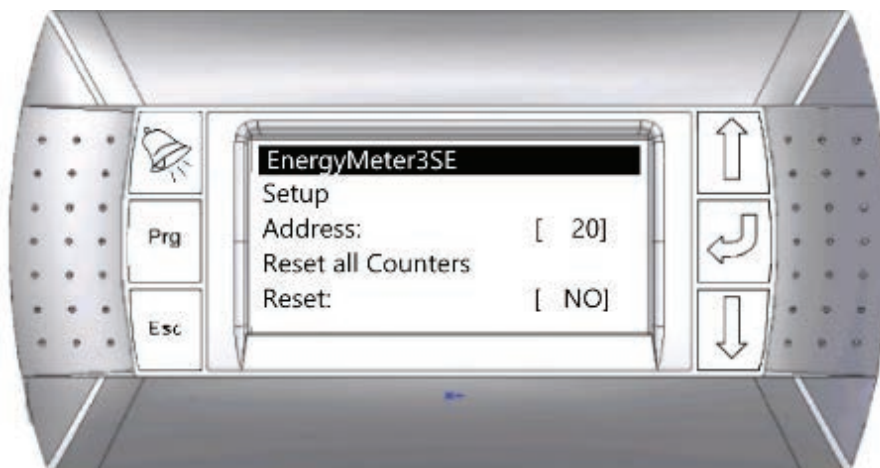 EnergyMeter3SE
Setup
Address: [ 20]
Reset all Counters
Reset: [ NO]
Prg
Esc